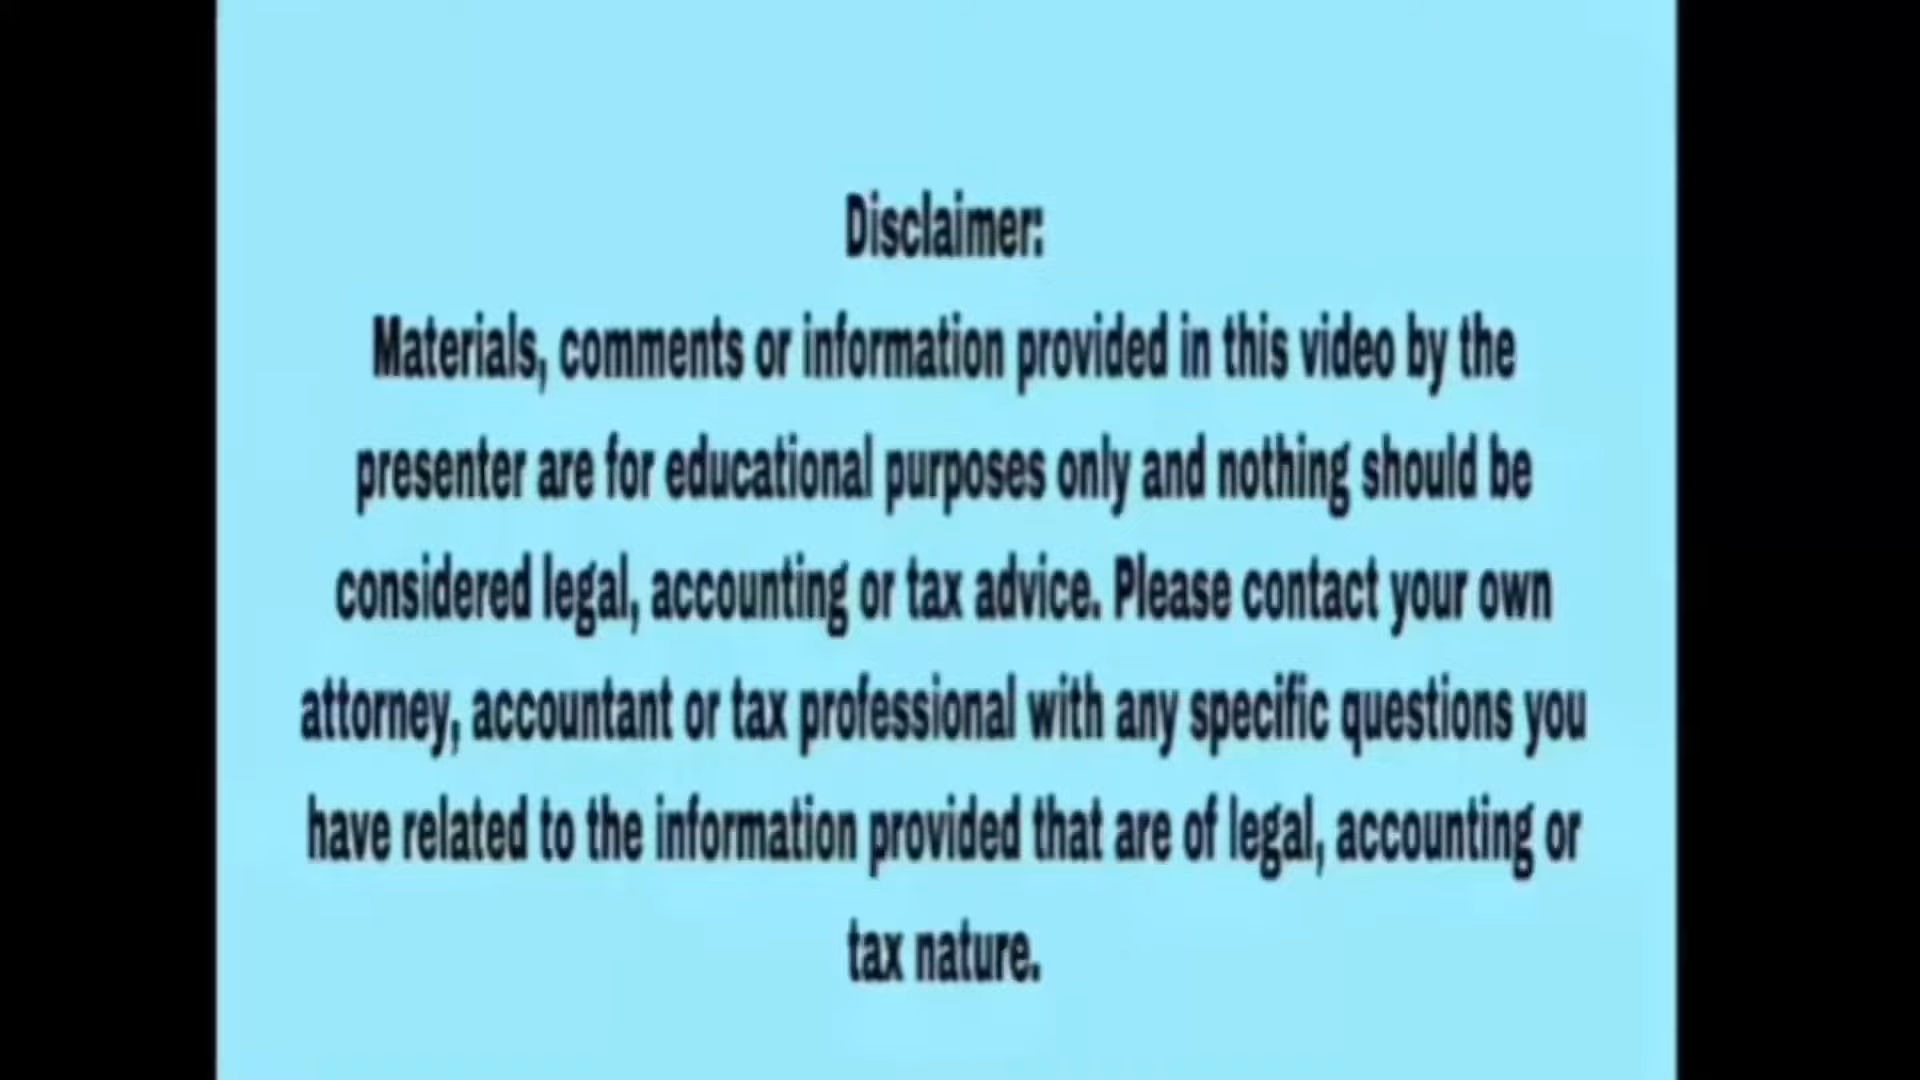 Disclaimer:
Materials, comments or information provided in this video by the
presenter are for educational purposes only and nothing should be
considered legal, accounting or tax advice. Please contact your own
attorney, accountant or tax professional with any specific questions you
have related to the information provided that are of legal, accounting or
tax nature.